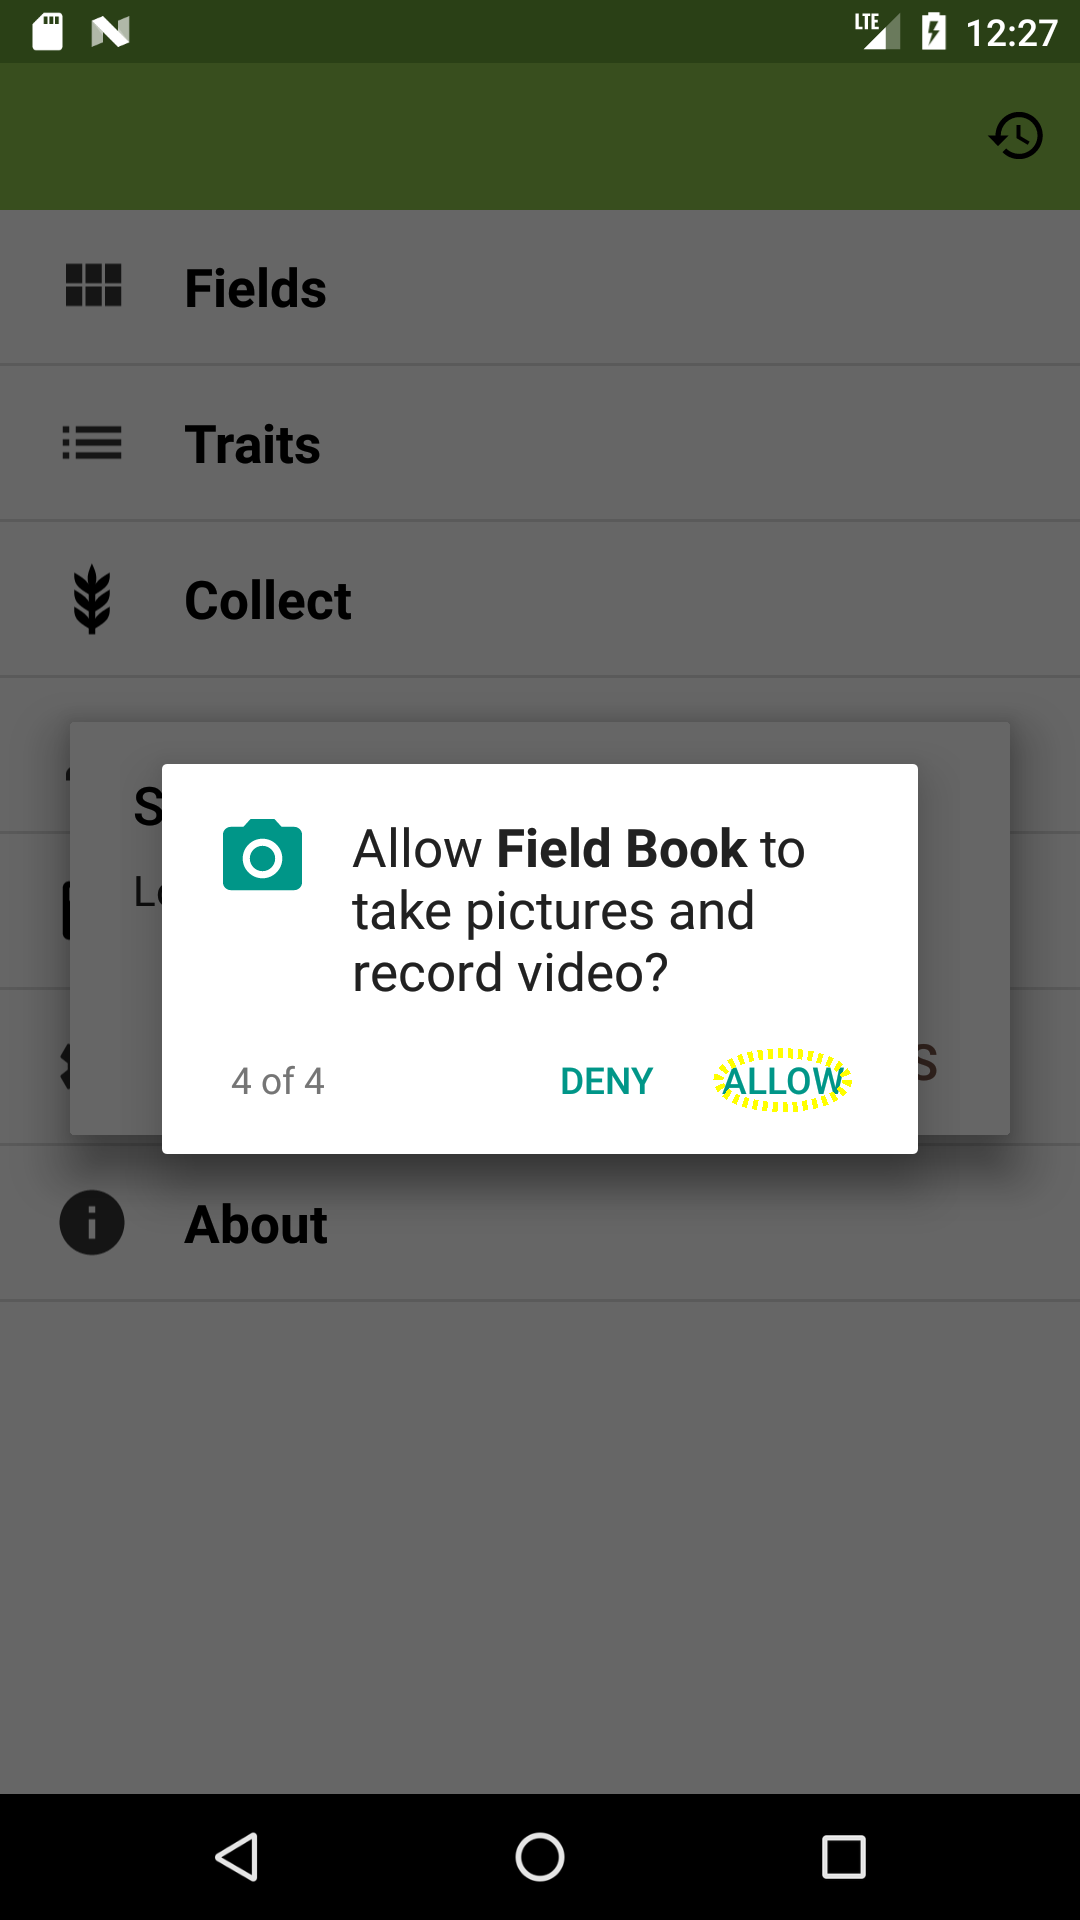 LTE 12:27
Fields
Traits
Collect
Allow Field Book to
take pictures and
record video?
4 of 4 DENY ALLOW
About